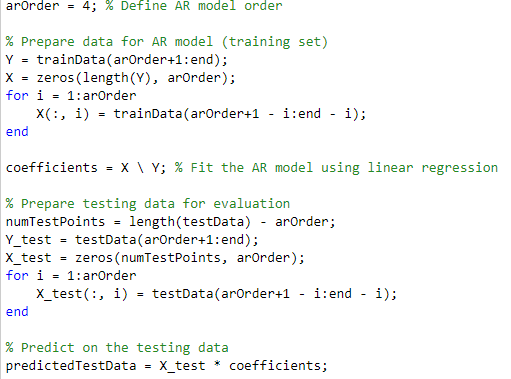 arOrder = 4; % Define AR model order
% Prepare data for AR model (training set)
Y = trainData(arOrder+1:end);
X = zeros(length(Y), arOrder);
for i = 1:arOrder
    X(:, i) = trainData(arOrder+1 - i:end - i);
end
coefficients = X \ Y; % Fit the AR model using linear regression
% Prepare testing data for evaluation
numTestPoints = length(testData) - arOrder;
Y_test = testData(arOrder+1:end);
X_test = zeros(numTestPoints, arOrder);
for i = 1:arOrder
    X_test(:, i) = testData(arOrder+1 - i:end - i);
end
% Predict on the testing data
predictedTestData = X_test * coefficients;